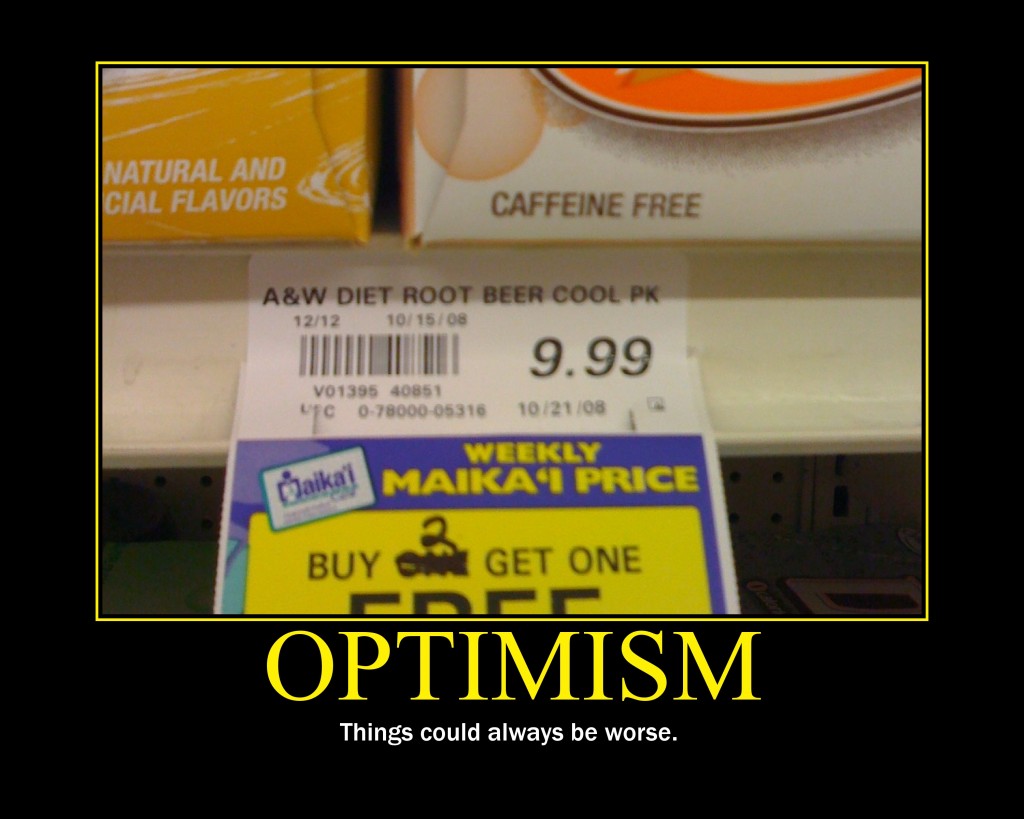 NATURAL AND
CIAL FLAVORS
CAFFEINE FREE
A&W DIET ROOT BEER COOL PK
12/12 10/15/08
9.99
V01395 40851
0-78000-05316 10/21/08
WEEKLY
MAIKA‘I PRICE
Maika‘i
2
BUY GET ONE
FREE
OPTIMISM
Things could always be worse.